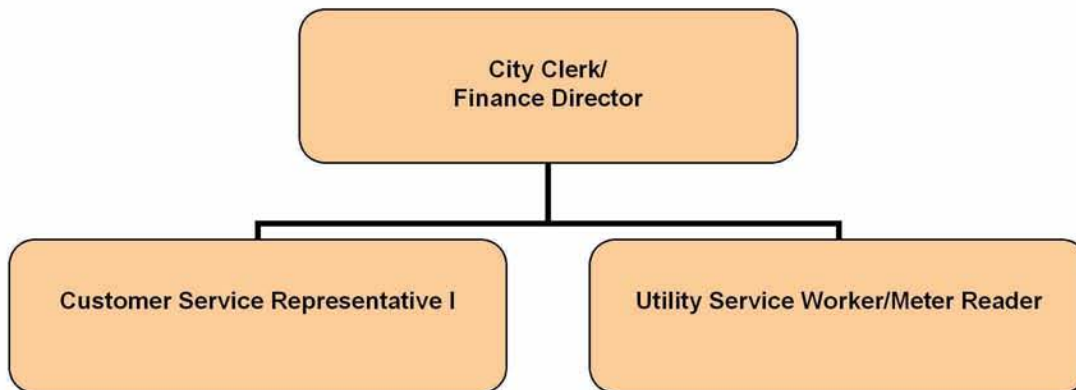 City Clerk/
Finance Director
Customer Service Representative I
Utility Service Worker/Meter Reader